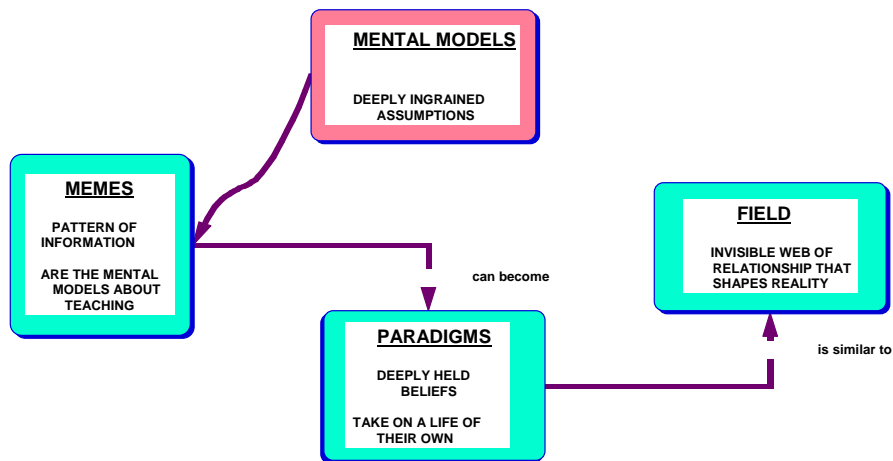 MENTAL MODELS
DEEPLY INGRAINED
ASSUMPTIONS
MEMES
PATTERN OF
INFORMATION
ARE THE MENTAL
MODELS ABOUT
TEACHING
FIELD
INVISIBLE WEB OF
RELATIONSHIP THAT
SHAPES REALITY
can become
PARADIGMS
DEEPLY HELD
BELIEFS
TAKE ON A LIFE OF
THEIR OWN
is similar to